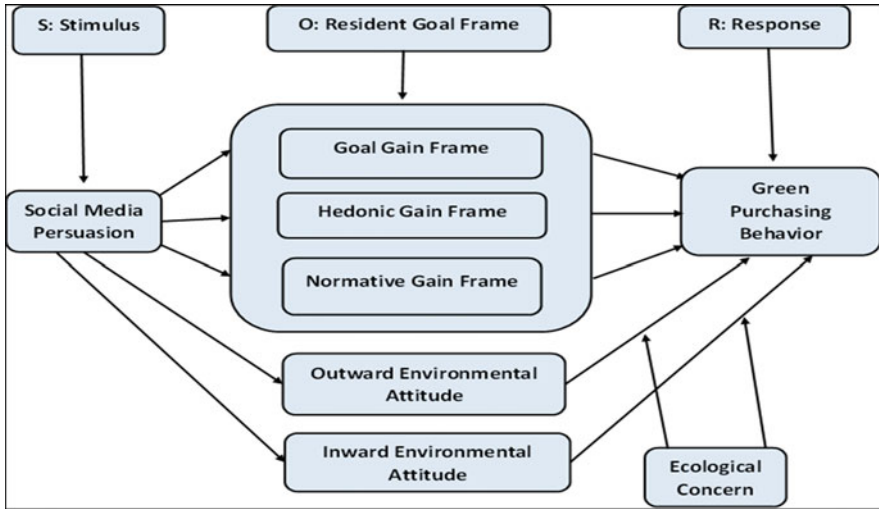 S: Stimulus
O: Resident Goal Frame
R: Response
Goal Gain Frame
Hedonic Gain Frame
Normative Gain Frame
Social Media
Persuasion
Green
Purchasing
Behavior
Outward Environmental
Attitude
Inward Environmental
Attitude
Ecological
Concern